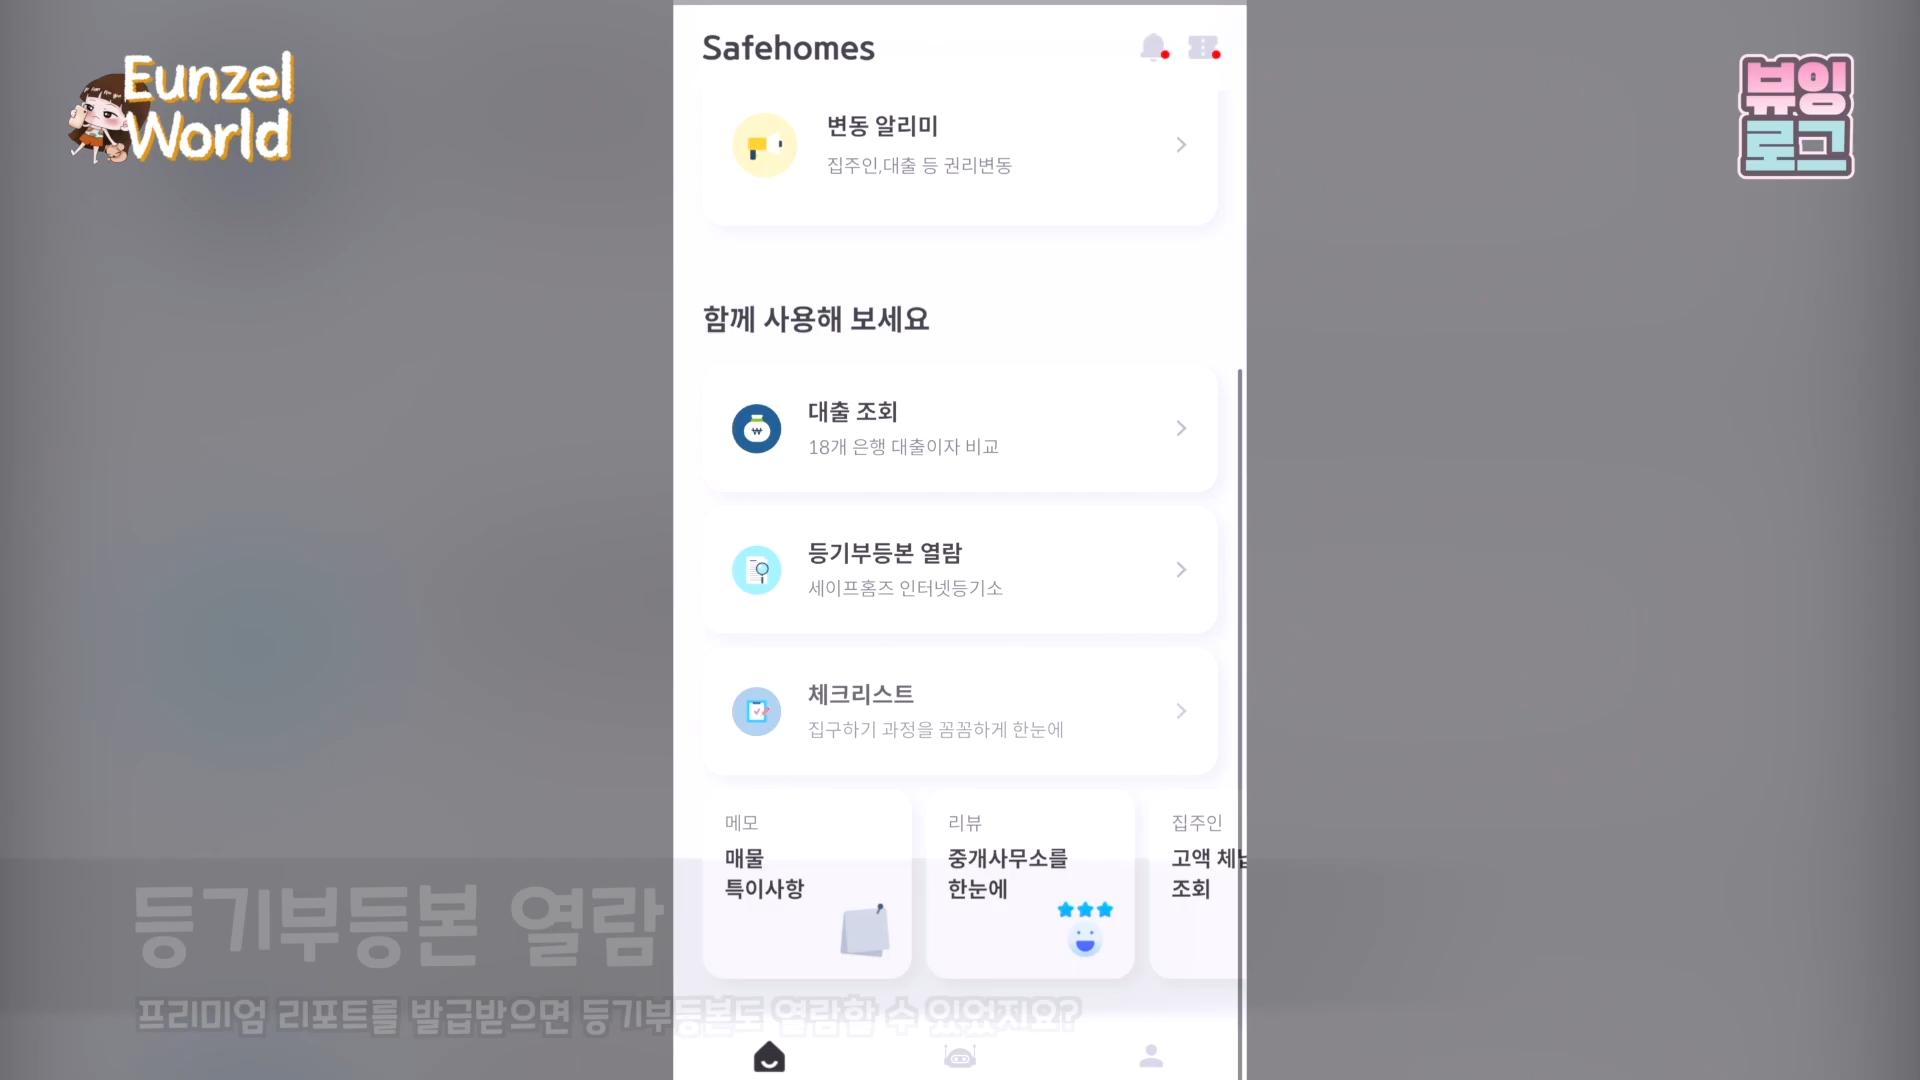 Eunzel
World
뷰잉
로그
Safehomes
변동 알리미
집주인,대출 등 권리변동
함께 사용해 보세요
대출 조회
18개 은행 대출이자 비교
등기부등본 열람
세이프홈즈 인터넷등기소
체크리스트
집구하기 과정을 꼼꼼하게 한눈에
메모
매물
특이사항
리뷰
중개사무소를
한눈에
집주인
고액 체납
조회
등기부등본 열람
프리미엄 리포트를 발급받으면 등기부등본도 열람할 수 있었지요?